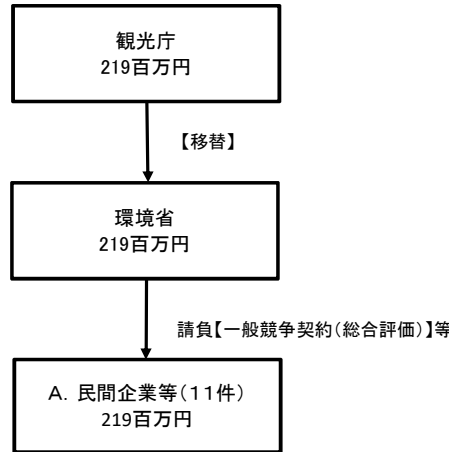 観光庁
219百万円
【移替】
環境省
219百万円
請負【一般競争契約(総合評価)】等
A. 民間企業等(11件)
219百万円